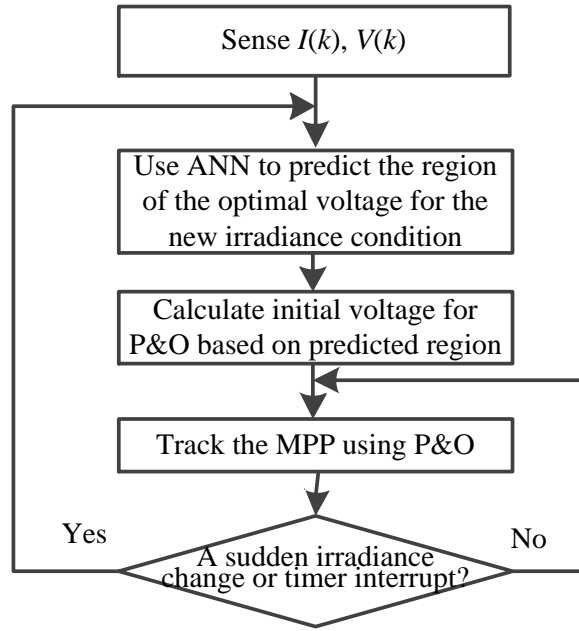 Sense I(k), V(k)
Use ANN to predict the region
of the optimal voltage for the
new irradiance condition
Calculate initial voltage for
P&O based on predicted region
Track the MPP using P&O
Yes
No
A sudden irradiance
change or timer interrupt?